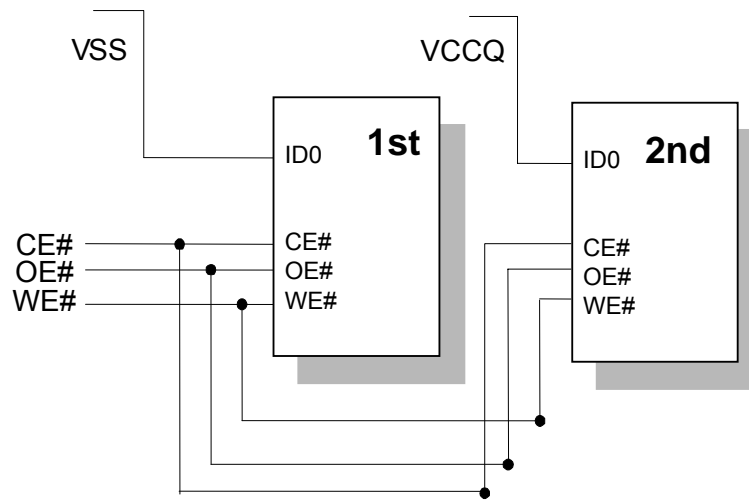 VSS
VCCQ
1st
ID0
2nd
ID0
CE#
OE#
WE#
CE#
OE#
WE#
CE#
OE#
WE#